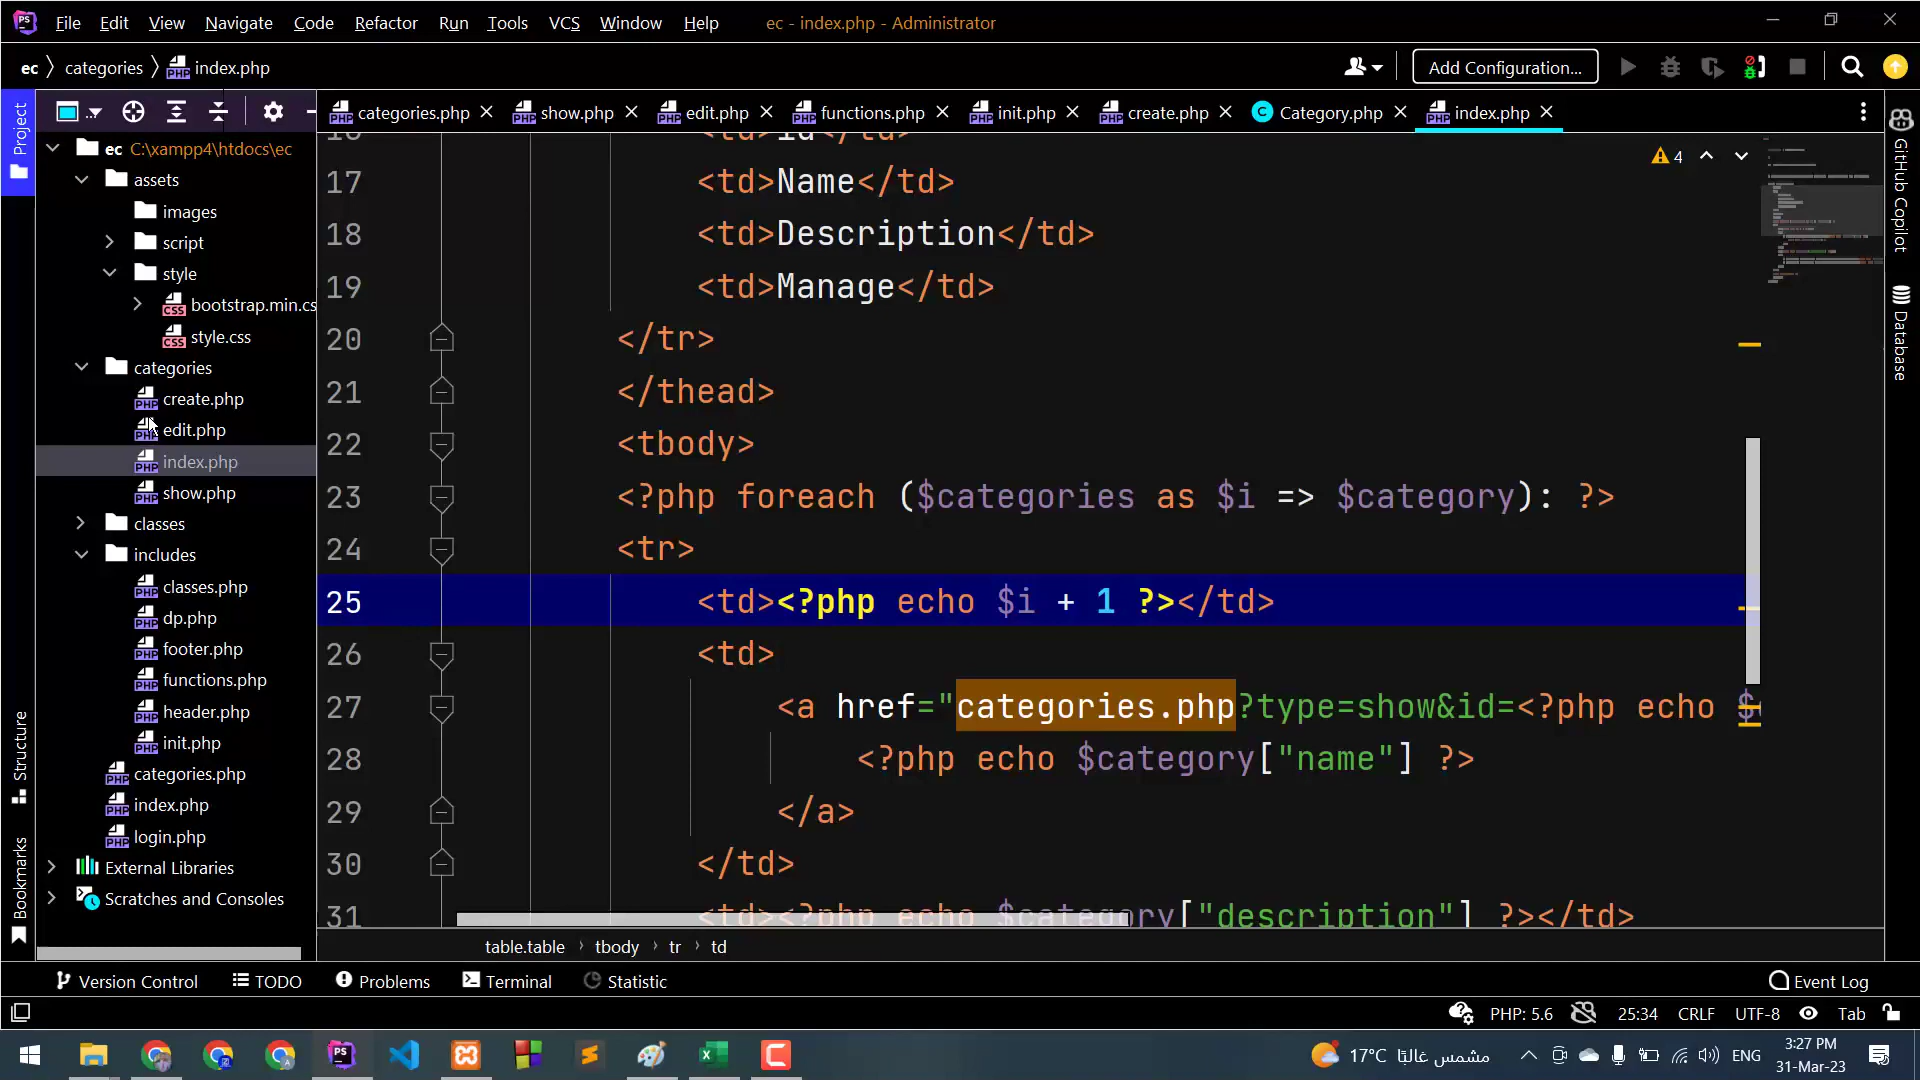 File Edit View Navigate Code Refactor Run Tools VCS Window Help ec - index.php - Administrator
ec categories index.php Add Configuration...
Project
categories.php show.php edit.php functions.php init.php create.php Category.php index.php
ec C:\xampp4\htdocs\ec
assets
images
script
style
bootstrap.min.cs
style.css
categories
create.php
edit.php
index.php
show.php
classes
includes
classes.php
dp.php
footer.php
functions.php
header.php
init.php
categories.php
index.php
login.php
External Libraries
Scratches and Consoles
Structure
Bookmarks
4
16 <td>Id</td>
17 <td>Name</td>
18 <td>Description</td>
19 <td>Manage</td>
20 </tr>
21 </thead>
22 <tbody>
23 <?php foreach ($categories as $i => $category): ?>
24 <tr>
25 <td><?php echo $i + 1 ?></td>
26 <td>
27 <a href="categories.php?type=show&id=<?php echo $
28 <?php echo $category["name"] ?>
29 </a>
30 </td>
31 <td><?php echo $category["description"] ?></td>
GitHub Copilot
Database
table.table tbody tr td
Version Control TODO Problems Terminal Statistic Event Log
PHP: 5.6 25:34 CRLF UTF-8 Tab
17°C مشمس غالبًا ENG 3:27 PM
31-Mar-23